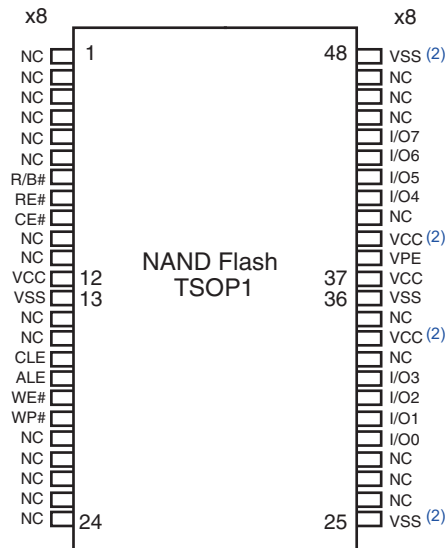 x8 x8
NC 1 48 VSS (2)
NC NC
NC NC
NC NC
NC I/O7
NC I/O6
R/B# I/O5
RE# I/O4
CE# NC
NC VCC (2)
NC VPE
VCC 12 NAND Flash 37 VCC
VSS 13 TSOP1 36 VSS
NC NC
NC VCC (2)
CLE NC
ALE I/O3
WE# I/O2
WP# I/O1
NC I/O0
NC NC
NC NC
NC NC
NC 24 25 VSS (2)